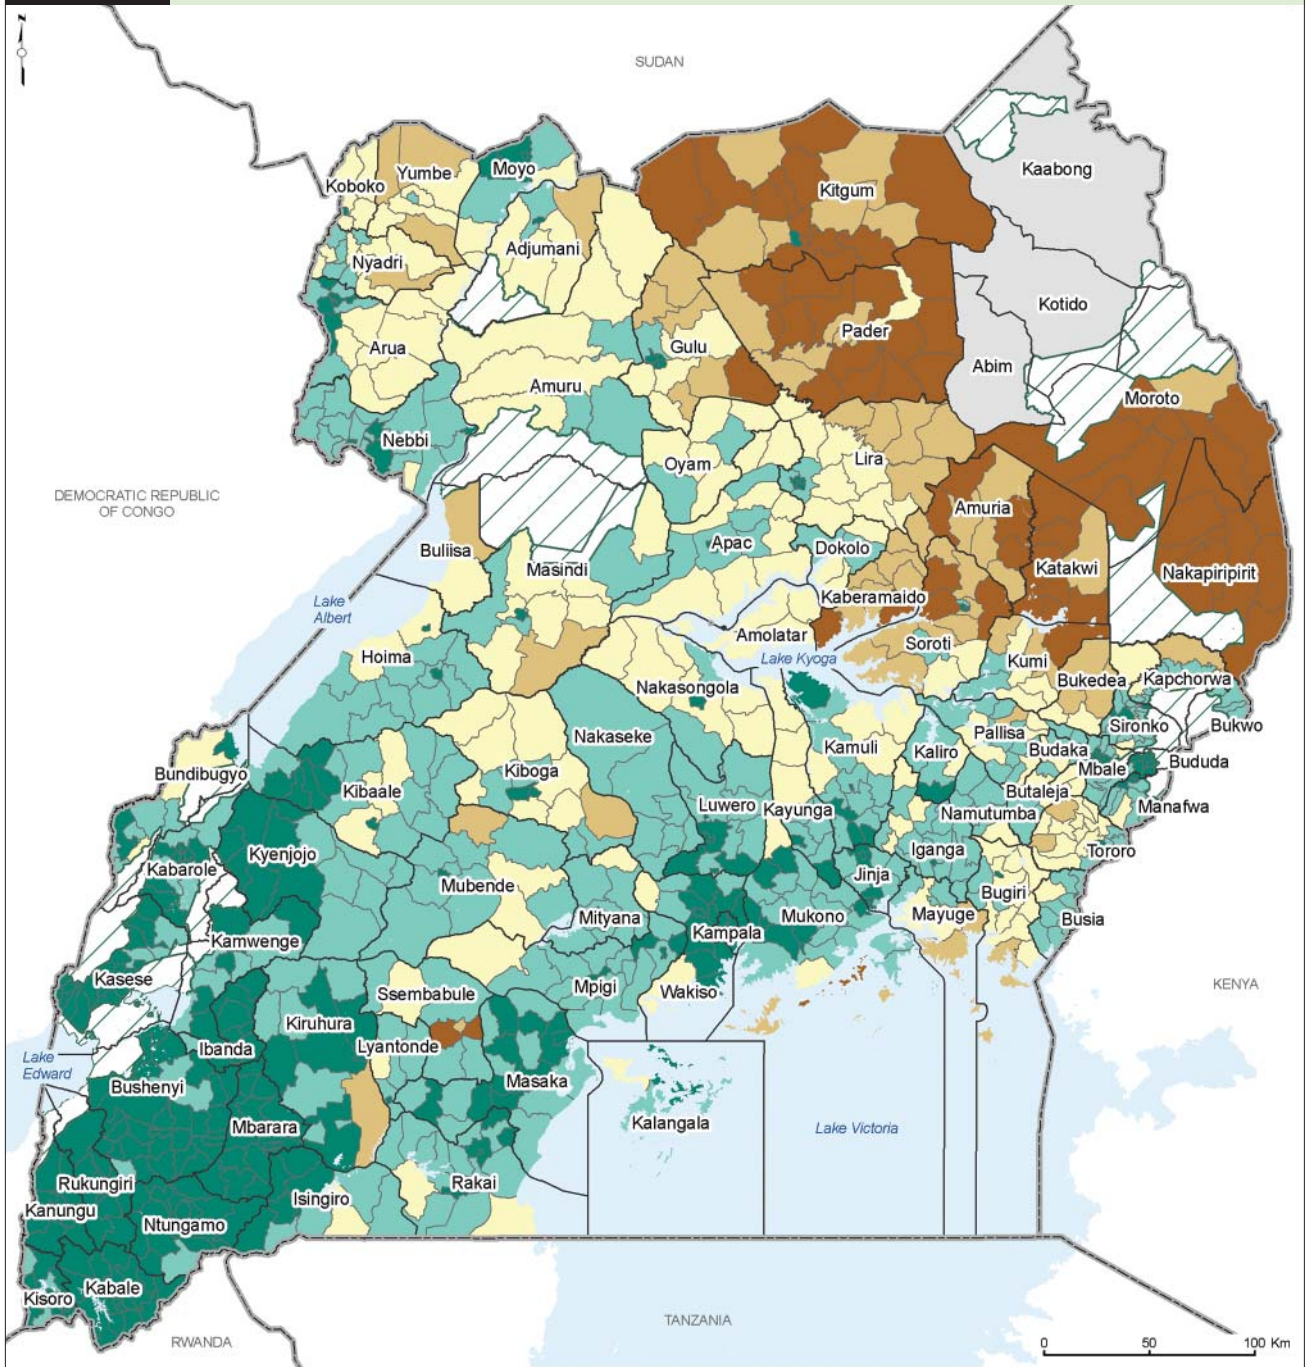 N
SUDAN
Kaabong
Kitgum
Moyo
Yumbe
Koboko
Adjumani
Nyadri
Kotido
Pader
Gulu
Arua
Abim
Amuru
Moroto
Nebbi
Lira
Oyam
DEMOCRATIC REPUBLIC
OF CONGO
Amuria
Apac
Dokolo
Buliisa
Masindi
Katakwi
Nakapiripirit
Kaberamaido
Lake
Albert
Amolatar
Soroti
Hoima
Lake Kyoga
Kumi
Bukedea
Kapchorwa
Nakasongola
Sironko
Bukwo
Nakaseke
Pallisa
Kamuli
Kaliro
Budaka
Bududa
Mbale
Bundibugyo
Kiboga
Kibaale
Butaleja
Luwero
Kayunga
Manafwa
Namutumba
Iganga
Tororo
Kyenjojo
Kabarole
Jinja
Mubende
Bugiri
Mityana
Mukono
Mayuge
Busia
Kampala
Kamwenge
Kasese
KENYA
Mpigi
Wakiso
Ssembabule
Kiruhura
Lyantonde
Ibanda
Lake
Edward
Masaka
Bushenyi
Kalangala
Lake Victoria
Mbarara
Rukungiri
Rakai
Isingiro
Kanungu
Ntungamo
Kabale
Kisoro
TANZANIA
RWANDA
0 50 100 Km